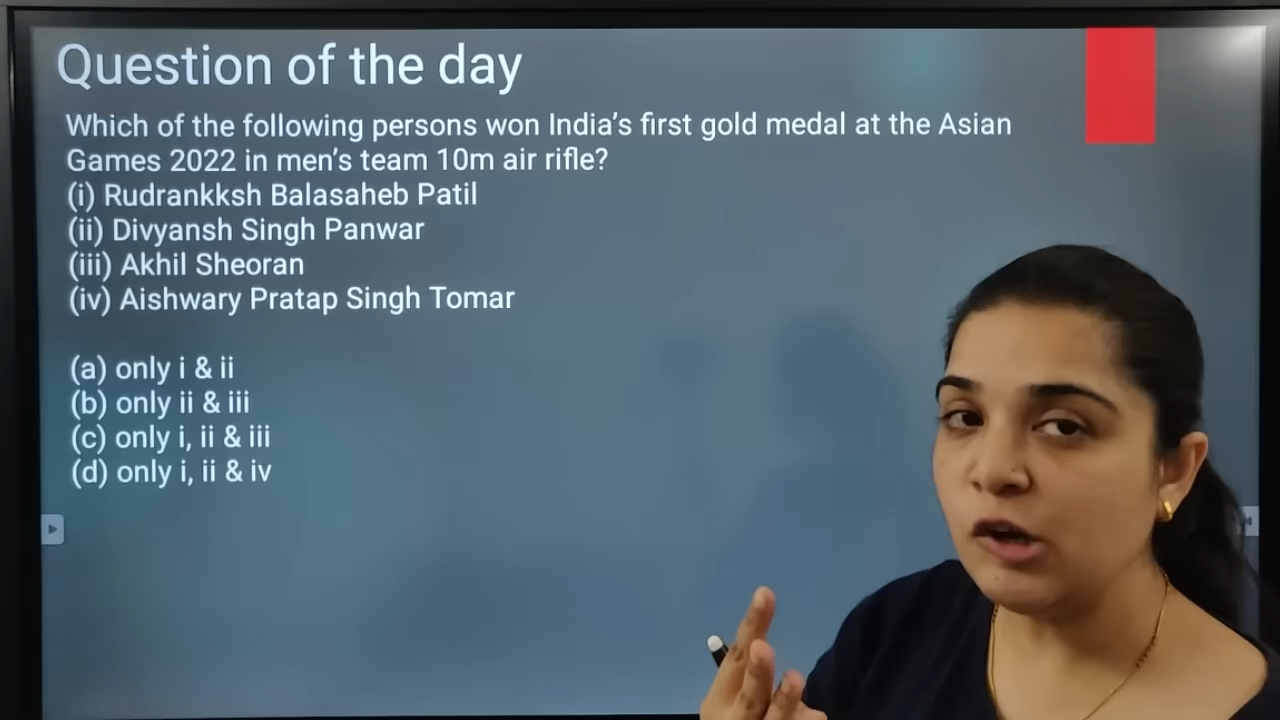 Question of the day
Which of the following persons won India's first gold medal at the Asian
Games 2022 in men's team 10m air rifle?
(i) Rudrankksh Balasaheb Patil
(ii) Divyansh Singh Panwar
(iii) Akhil Sheoran
(iv) Aishwary Pratap Singh Tomar
(a) only i & ii
(b) only ii & iii
(c) only i, ii & iii
(d) only i, ii & iv